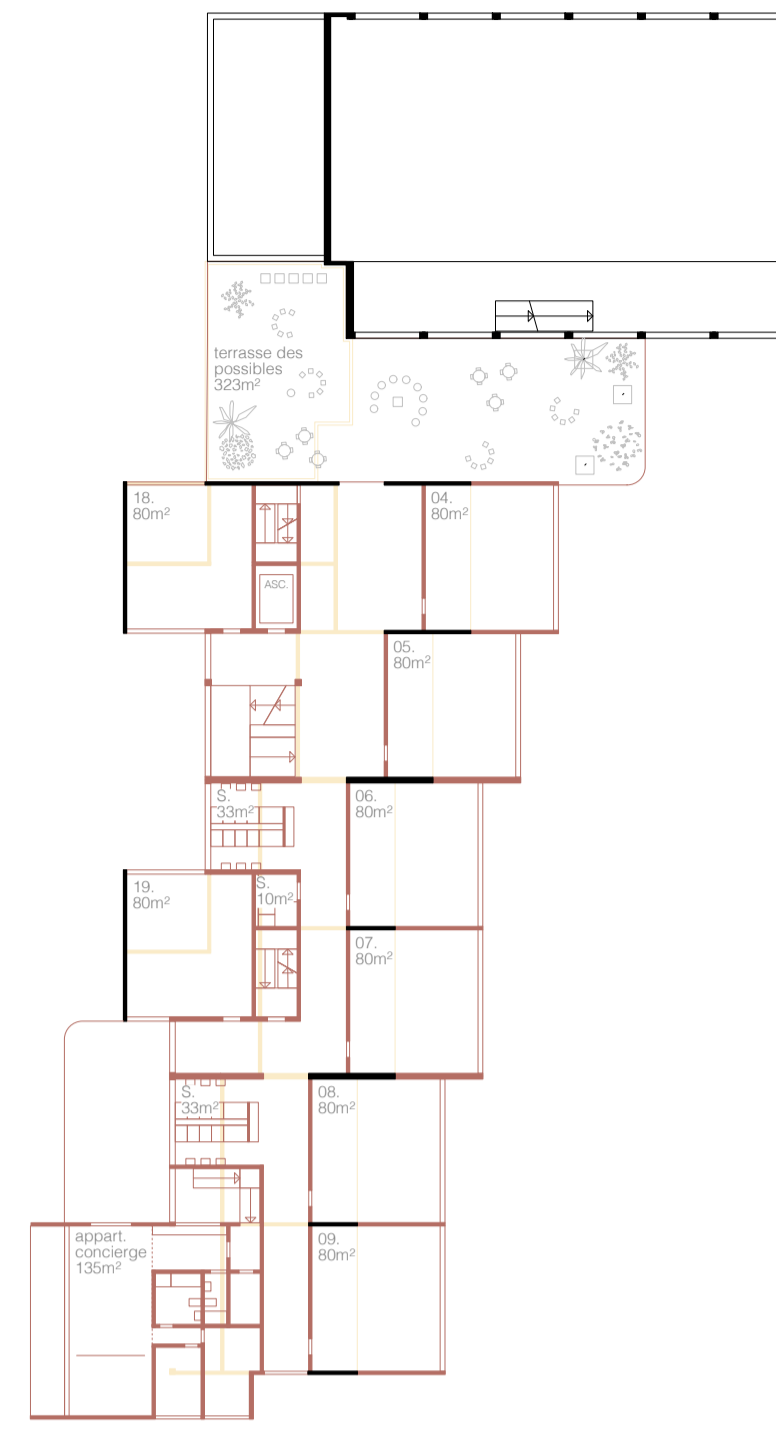 terrasse des
possibles
323m²
18.
80m²
04.
80m²
ASC.
05.
80m²
S.
33m²
06.
80m²
19.
80m²
S.
10m²
07.
80m²
S.
33m²
08.
80m²
appart.
concierge
135m²
09.
80m²